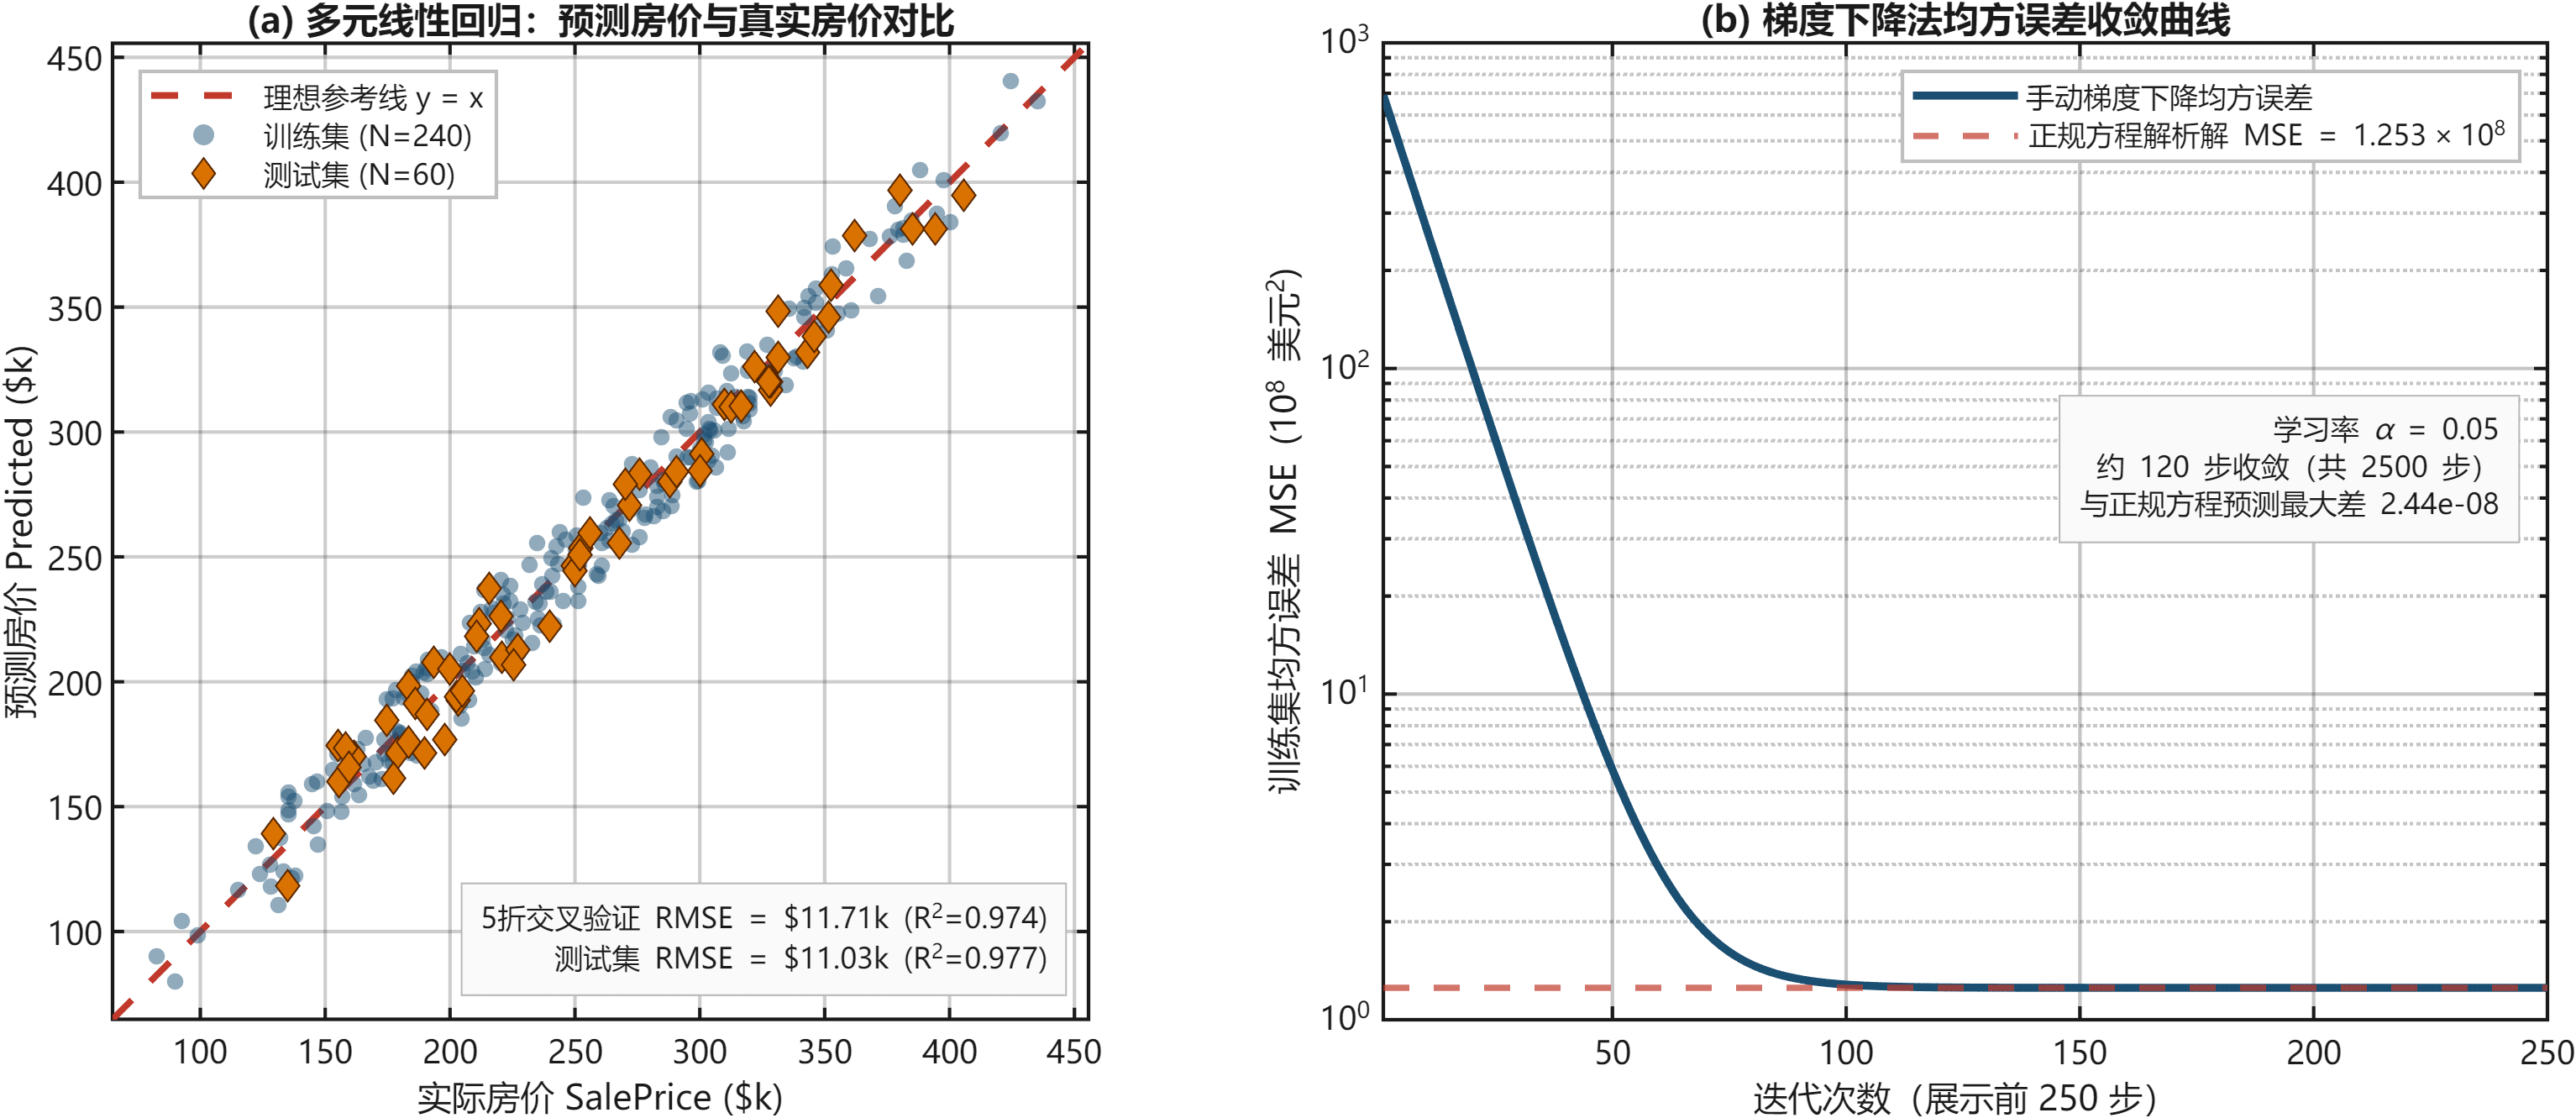 (a) 多元线性回归：预测房价与真实房价对比
450
400
350
300
250
200
150
100
预测房价 Predicted ($k)
理想参考线 y = x
训练集 (N=240)
测试集 (N=60)
5折交叉验证 RMSE = $11.71k (R²=0.974)
测试集 RMSE = $11.03k (R²=0.977)
100 150 200 250 300 350 400 450
实际房价 SalePrice ($k)
(b) 梯度下降法均方误差收敛曲线
10³
10²
10¹
10⁰
训练集均方误差 MSE (10⁸ 美元²)
手动梯度下降均方误差
正规方程解析解 MSE = 1.253 × 10⁸
学习率 α = 0.05
约 120 步收敛 (共 2500 步)
与正规方程预测最大差 2.44e-08
50 100 150 200 250
迭代次数（展示前 250 步）